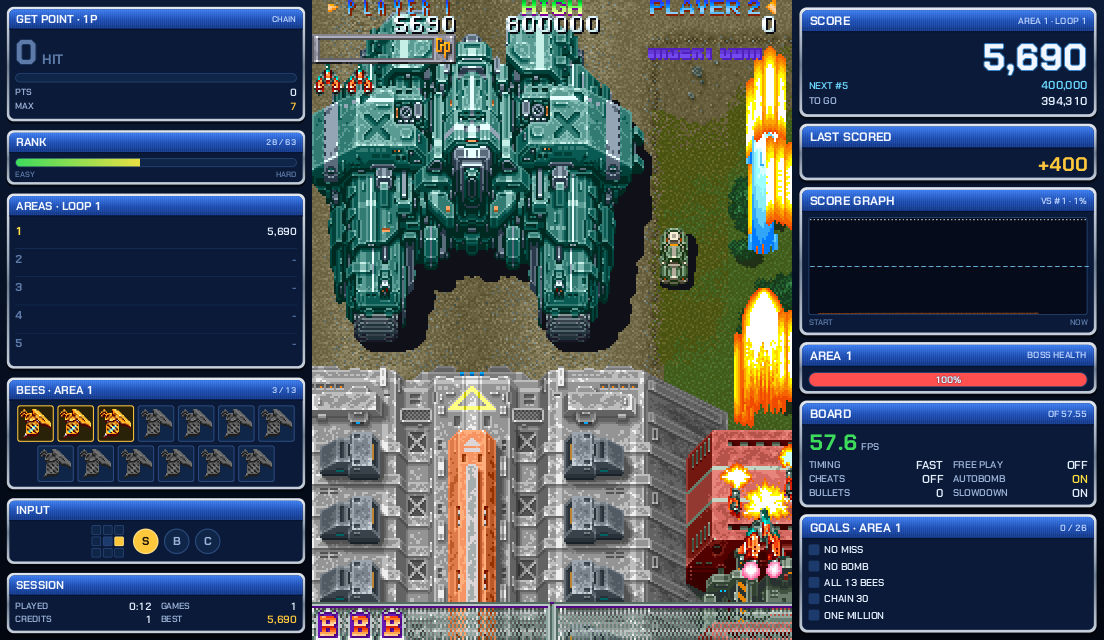 GET POINT · 1P CHAIN
0 HIT
PTS 0
MAX 7
RANK 28 / 63
EASY HARD
AREAS · LOOP 1
1 5,690
2 -
3 -
4 -
5 -
BEES · AREA 1 3 / 13
INPUT
S B C
SESSION
PLAYED 0:12 GAMES 1
CREDITS 1 BEST 5,690
PLAYER 1 HIGH PLAYER 2
5690 800000 0
GP
B B B
SCORE AREA 1 · LOOP 1
5,690
NEXT #5 400,000
TO GO 394,310
LAST SCORED
+400
SCORE GRAPH VS #1 · 1%
START NOW
AREA 1 BOSS HEALTH
100%
BOARD OF 57.55
57.6 FPS
TIMING FAST FREE PLAY OFF
CHEATS OFF AUTOBOMB ON
BULLETS 0 SLOWDOWN ON
GOALS · AREA 1 0 / 26
NO MISS
NO BOMB
ALL 13 BEES
CHAIN 30
ONE MILLION